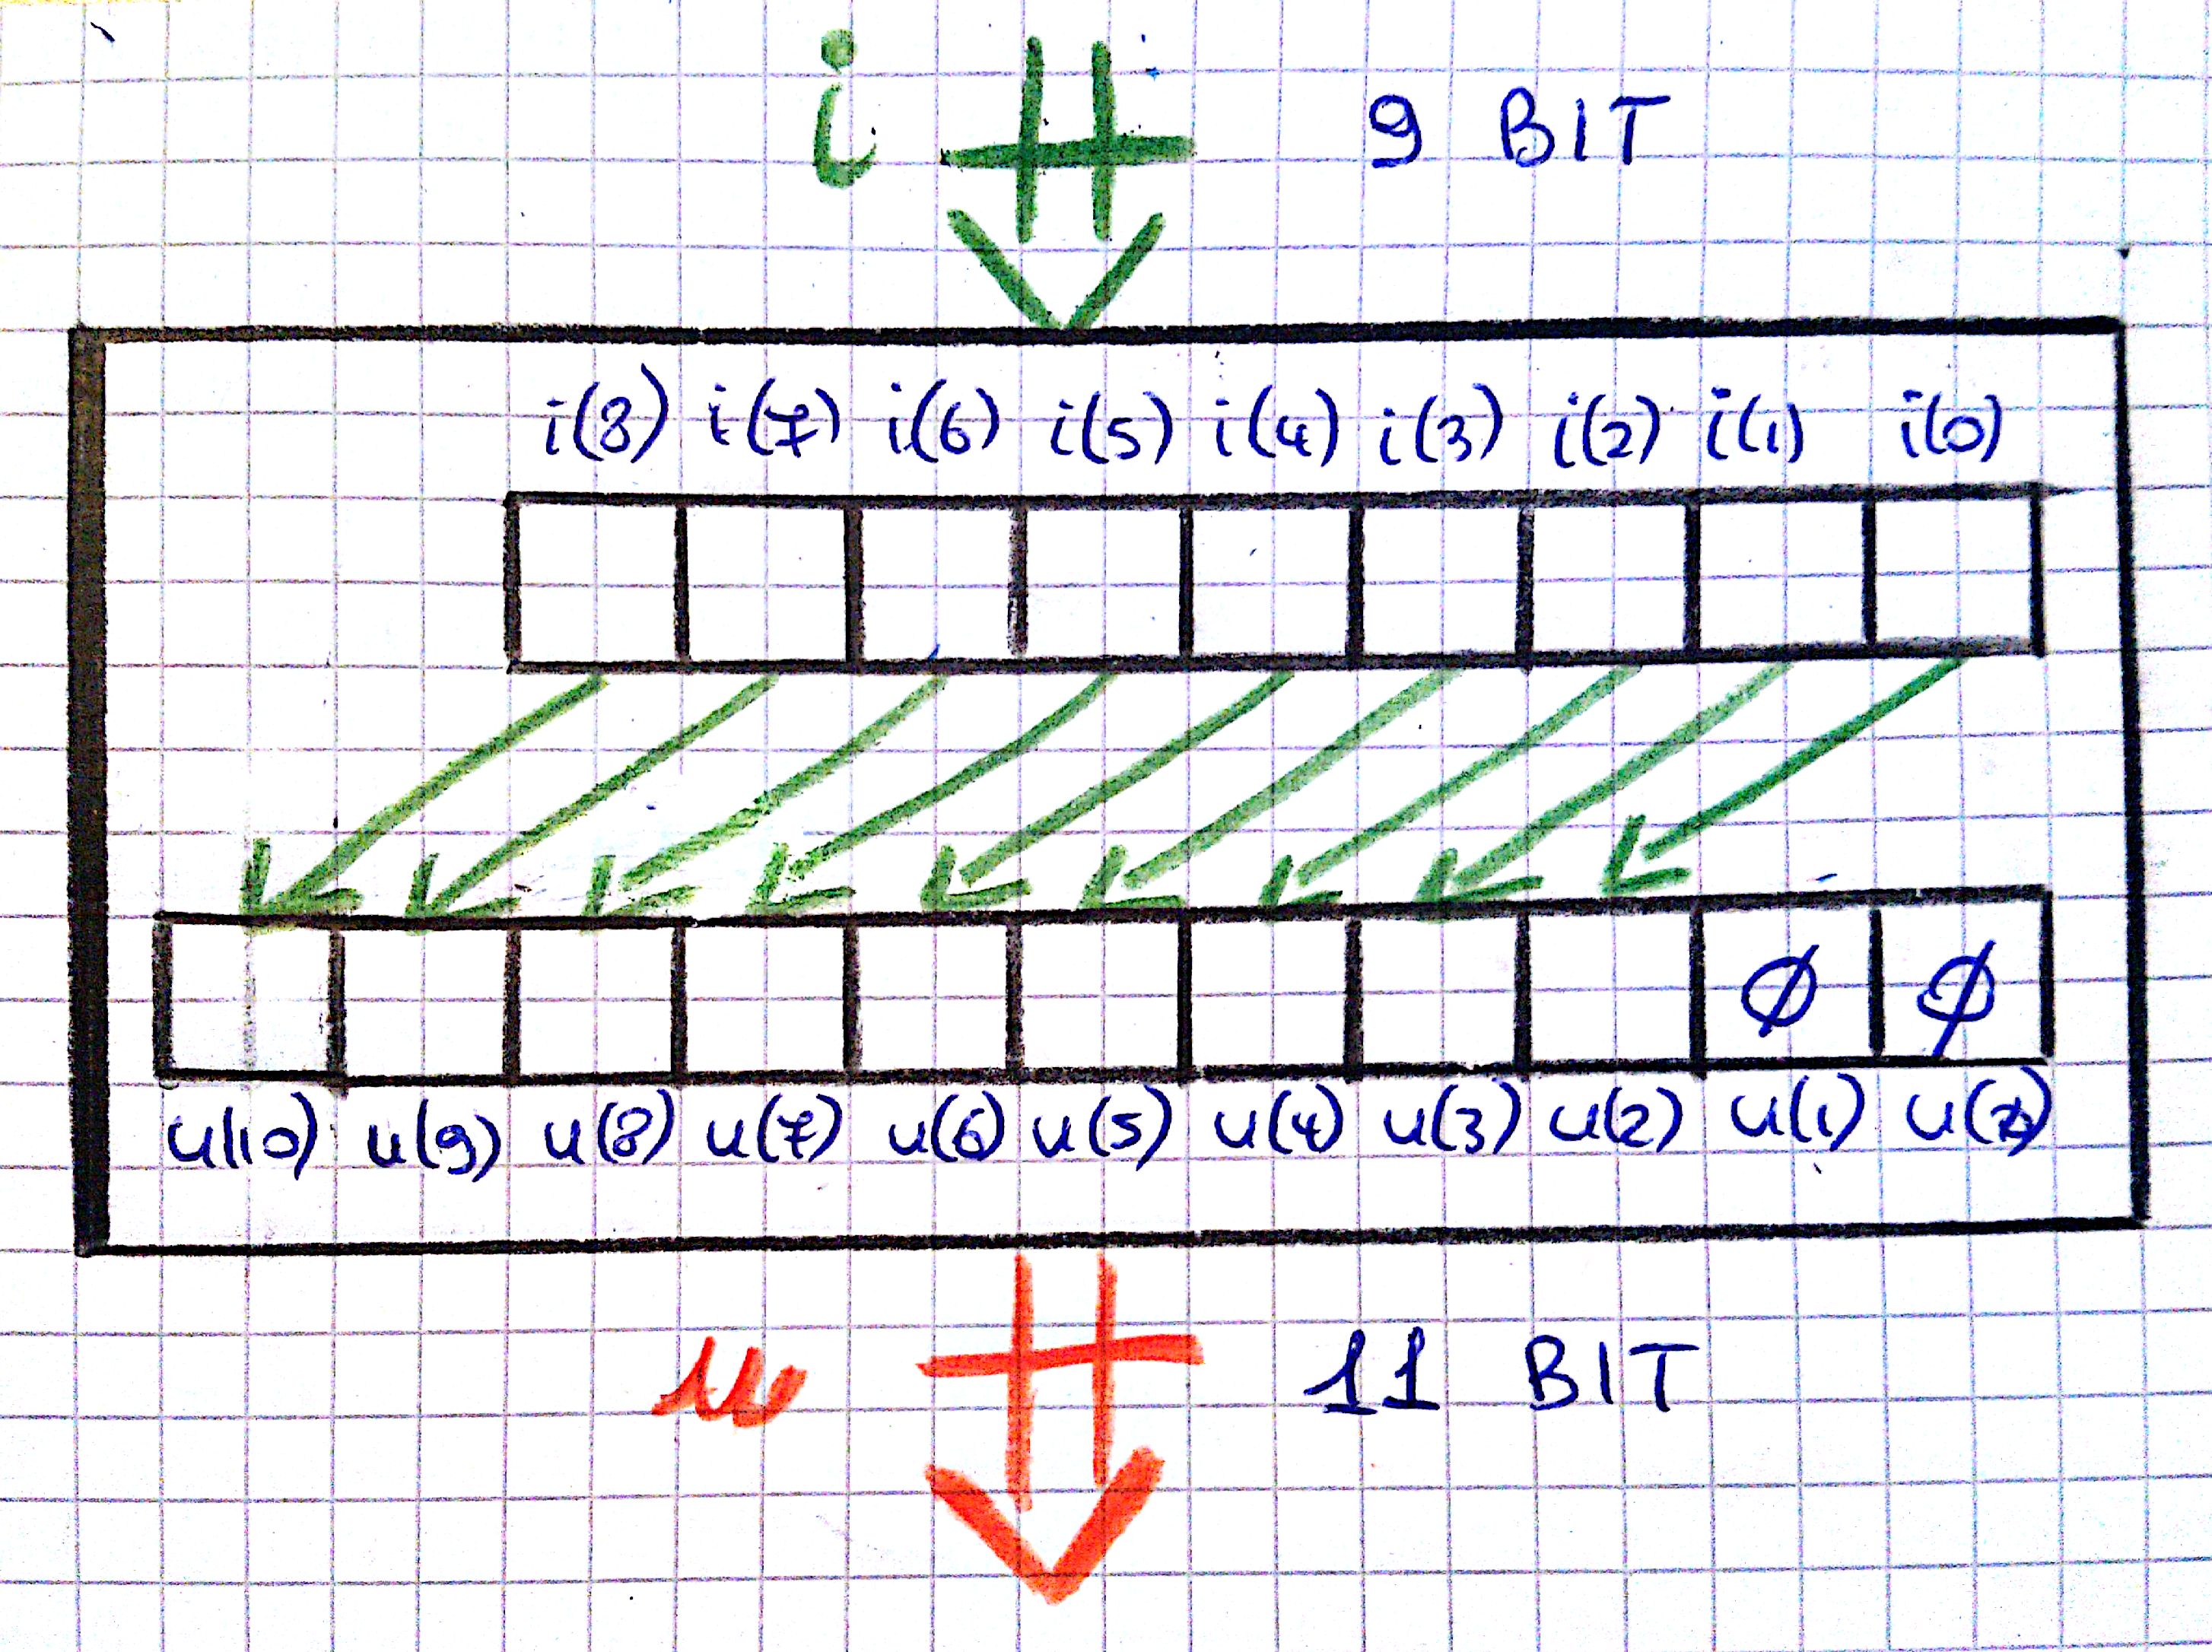 i 9 BIT
i(8) i(7) i(6) i(5) i(4) i(3) i(2) i(1) i(0)
Ø Ø
u(10) u(9) u(8) u(7) u(6) u(5) u(4) u(3) u(2) u(1)
u 11 BIT